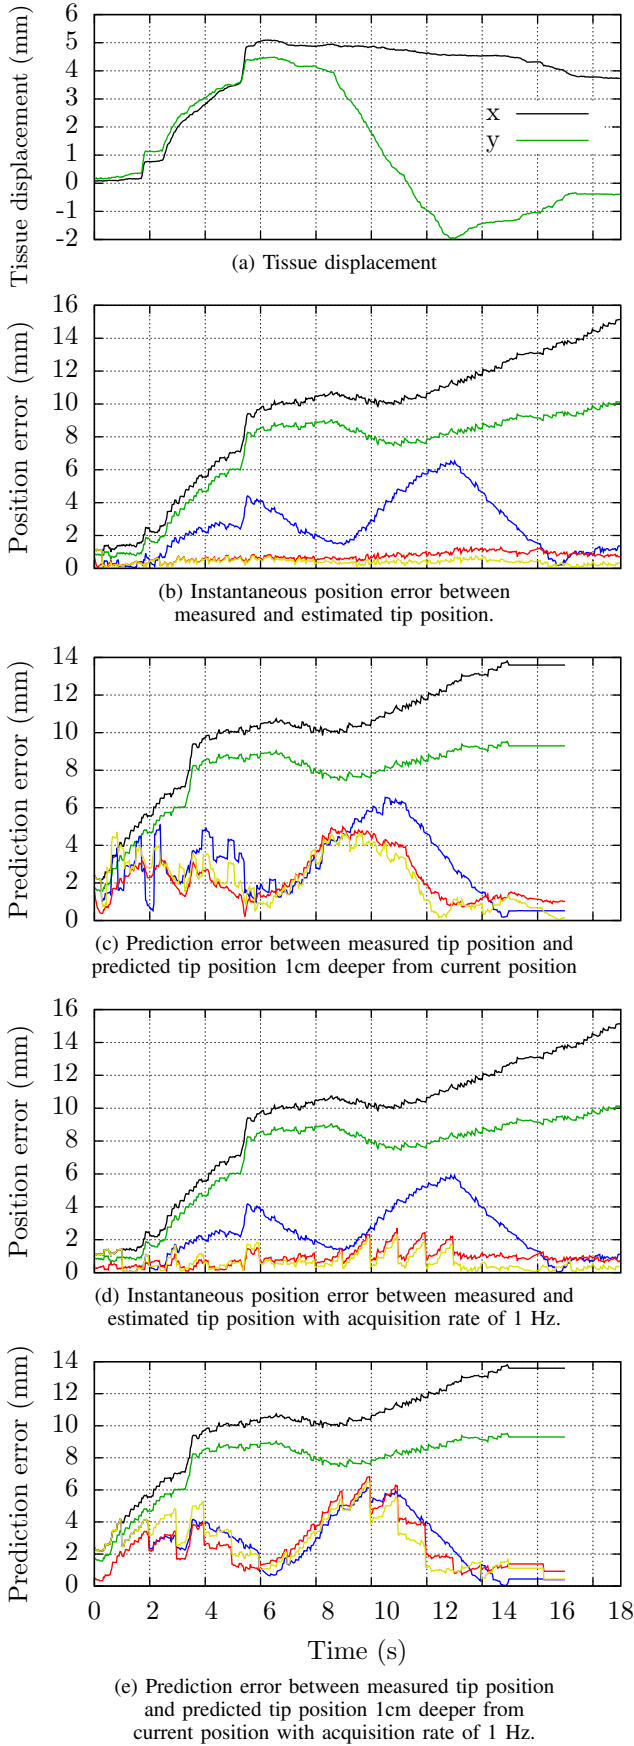 6
5
4
3
2
1
0
-1
-2
Tissue displacement (mm)
x
y
(a) Tissue displacement
16
14
12
10
8
6
4
2
0
Position error (mm)
(b) Instantaneous position error between
measured and estimated tip position.
14
12
10
8
6
4
2
0
Prediction error (mm)
(c) Prediction error between measured tip position and
predicted tip position 1cm deeper from current position
16
14
12
10
8
6
4
2
0
Position error (mm)
(d) Instantaneous position error between measured and
estimated tip position with acquisition rate of 1 Hz.
14
12
10
8
6
4
2
0
Prediction error (mm)
0 2 4 6 8 10 12 14 16 18
Time (s)
(e) Prediction error between measured tip position
and predicted tip position 1cm deeper from
current position with acquisition rate of 1 Hz.